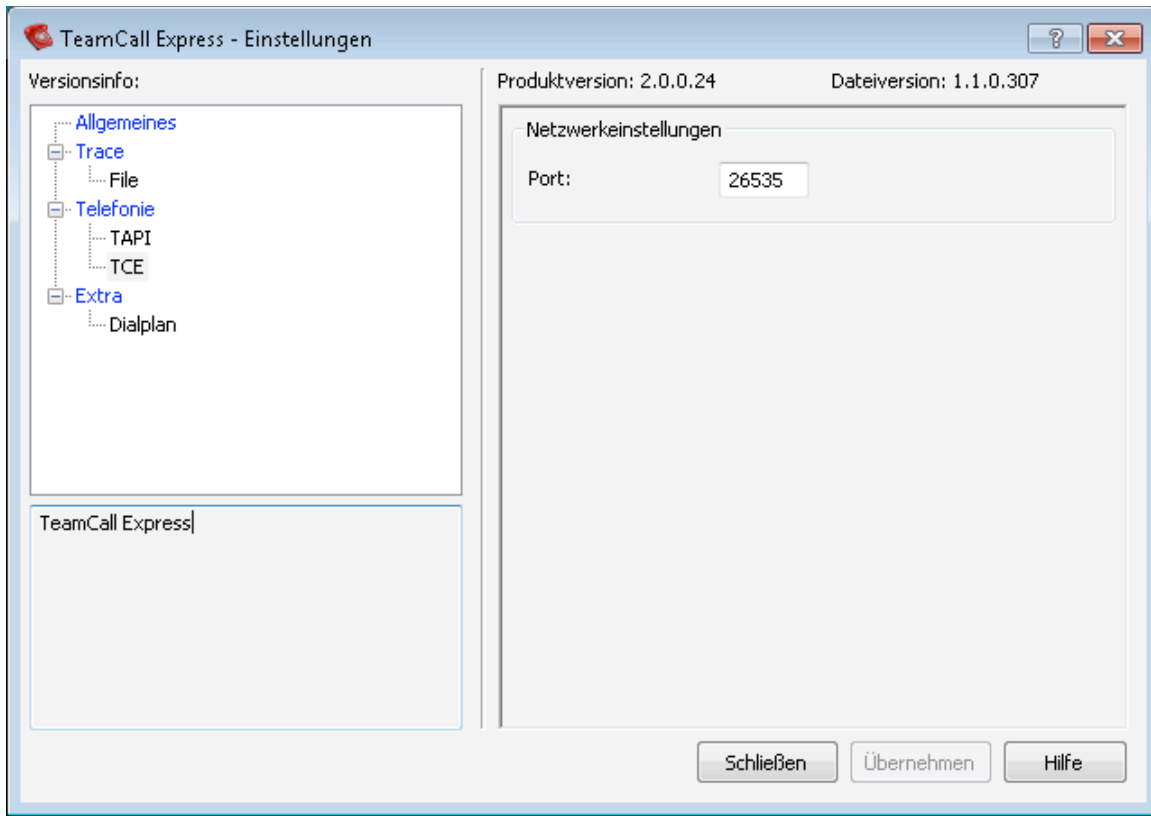 TeamCall Express - Einstellungen
Versionsinfo:
Produktversion: 2.0.0.24
Dateiversion: 1.1.0.307
Allgemeines
Trace
File
Telefonie
TAPI
TCE
Extra
Dialplan
TeamCall Express
Netzwerkeinstellungen
Port:
26535
Schließen
Übernehmen
Hilfe